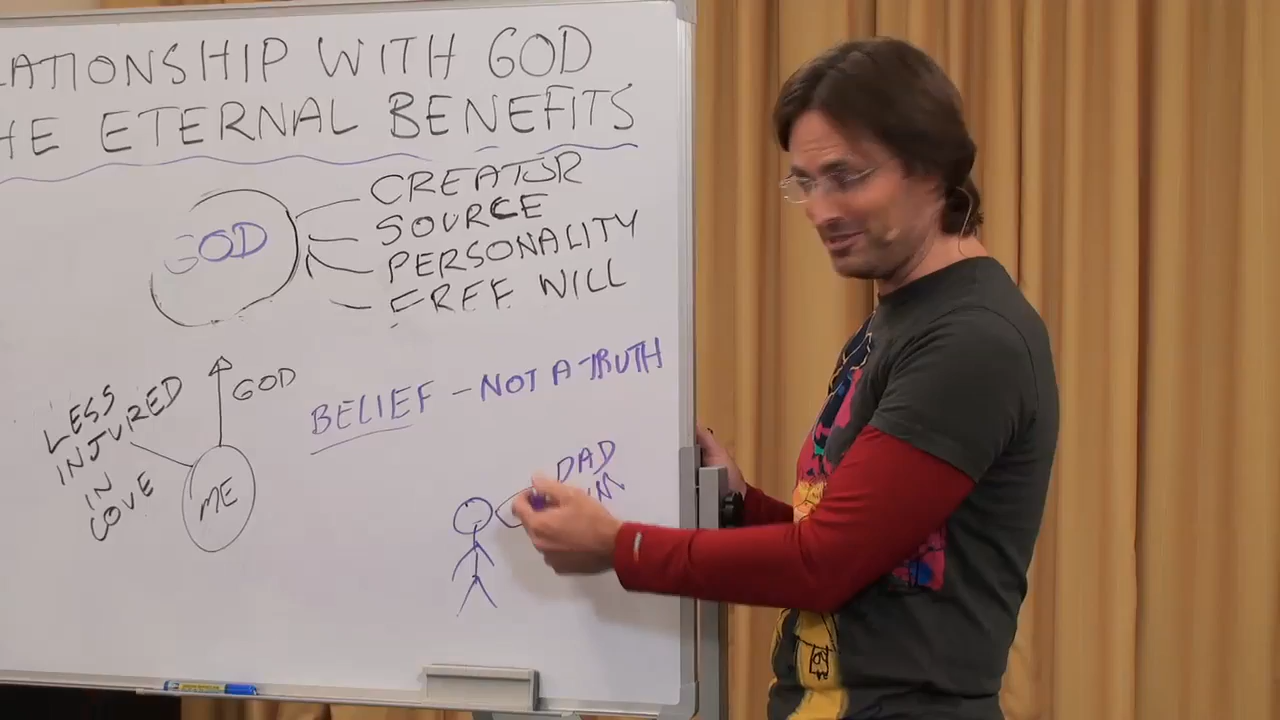 LATIONSHIP WITH GOD
HE ETERNAL BENEFITS
GOD
CREATOR
SOURCE
PERSONALITY
FREE WILL
GOD
LESS
INJURED
IN
LOVE
ME
BELIEF - NOT A TRUTH
DAD